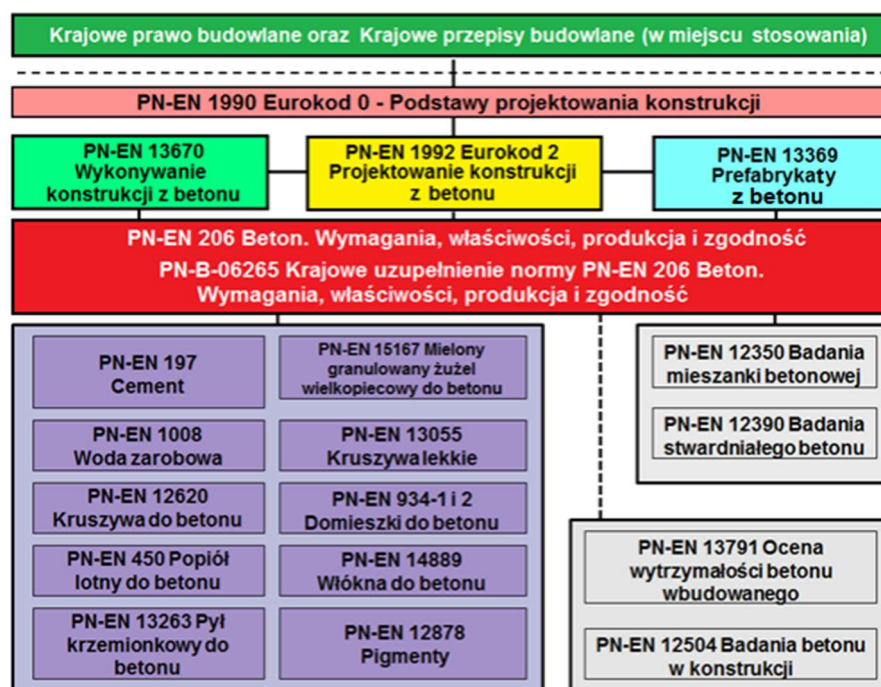 Krajowe prawo budowlane oraz Krajowe przepisy budowlane (w miejscu stosowania)
PN-EN 1990 Eurokod 0 - Podstawy projektowania konstrukcji
PN-EN 13670
Wykonywanie
konstrukcji z betonu
PN-EN 1992 Eurokod 2
Projektowanie konstrukcji
z betonu
PN-EN 13369
Prefabrykaty
z betonu
PN-EN 206 Beton. Wymagania, właściwości, produkcja i zgodność
PN-B-06265 Krajowe uzupełnienie normy PN-EN 206 Beton.
Wymagania, właściwości, produkcja i zgodność
PN-EN 197
Cement
PN-EN 15167 Mielony
granulowany żużel
wielkopiecowy do betonu
PN-EN 1008
Woda zarobowa
PN-EN 13055
Kruszywa lekkie
PN-EN 12620
Kruszywa do betonu
PN-EN 934-1 i 2
Domieszki do betonu
PN-EN 450 Popiół
lotny do betonu
PN-EN 14889
Włókna do betonu
PN-EN 13263 Pył
krzemionkowy do
betonu
PN-EN 12878
Pigmenty
PN-EN 12350 Badania
mieszanki betonowej
PN-EN 12390 Badania
stwardniałego betonu
PN-EN 13791 Ocena
wytrzymałości betonu
wbudowanego
PN-EN 12504 Badania betonu
w konstrukcji